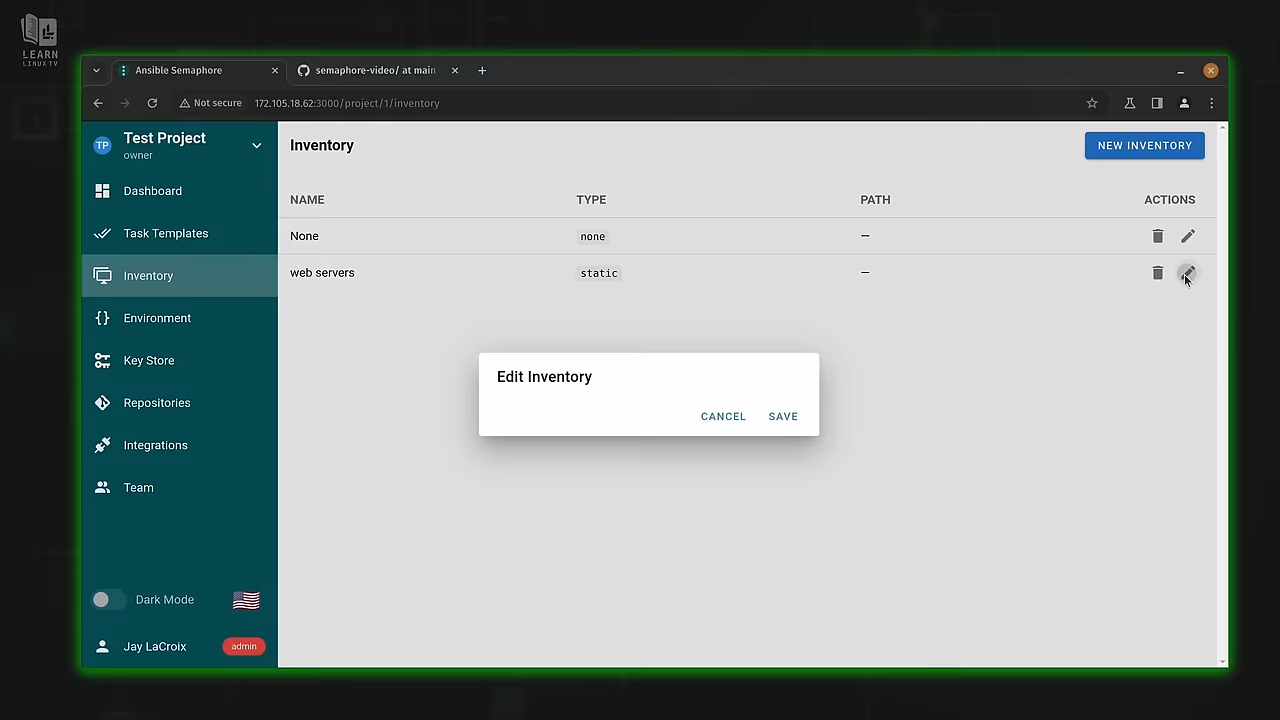 LEARN
LINUX TV
Ansible Semaphore
semaphore-video/ at main
Not secure
172.105.18.62:3000/project/1/inventory
TP
Test Project
owner
Dashboard
Task Templates
Inventory
Environment
Key Store
Repositories
Integrations
Team
Dark Mode
Jay LaCroix
admin
Inventory
NEW INVENTORY
NAME TYPE PATH ACTIONS
None none —
web servers static —
Edit Inventory
CANCEL SAVE